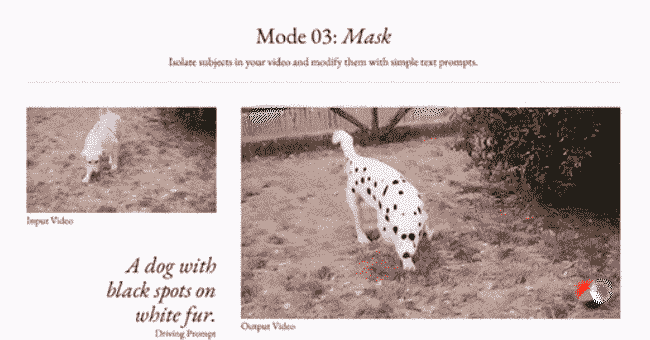 Mode 03: Mask
Isolate subjects in your video and modify them with simple text prompts.
Input Video
A dog with
black spots on
white fur.
Driving Prompt
Output Video